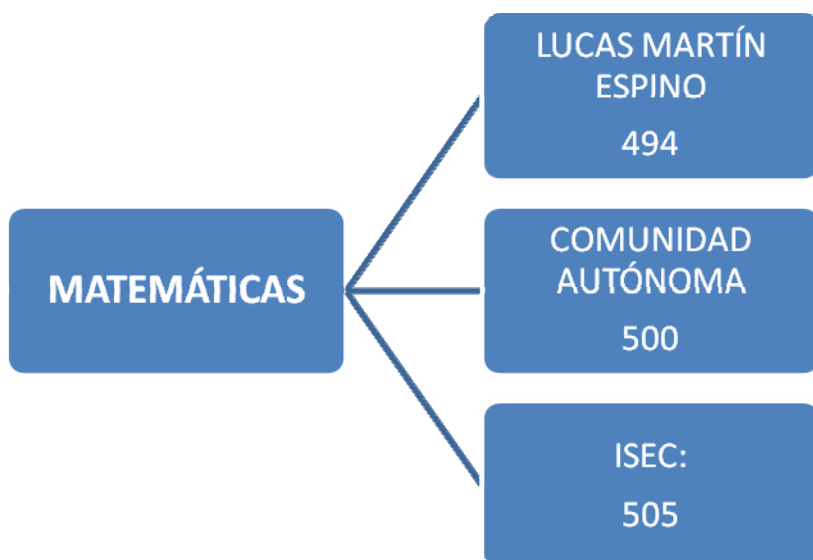 MATEMÁTICAS
LUCAS MARTÍN
ESPINO
494
COMUNIDAD
AUTÓNOMA
500
ISEC:
505